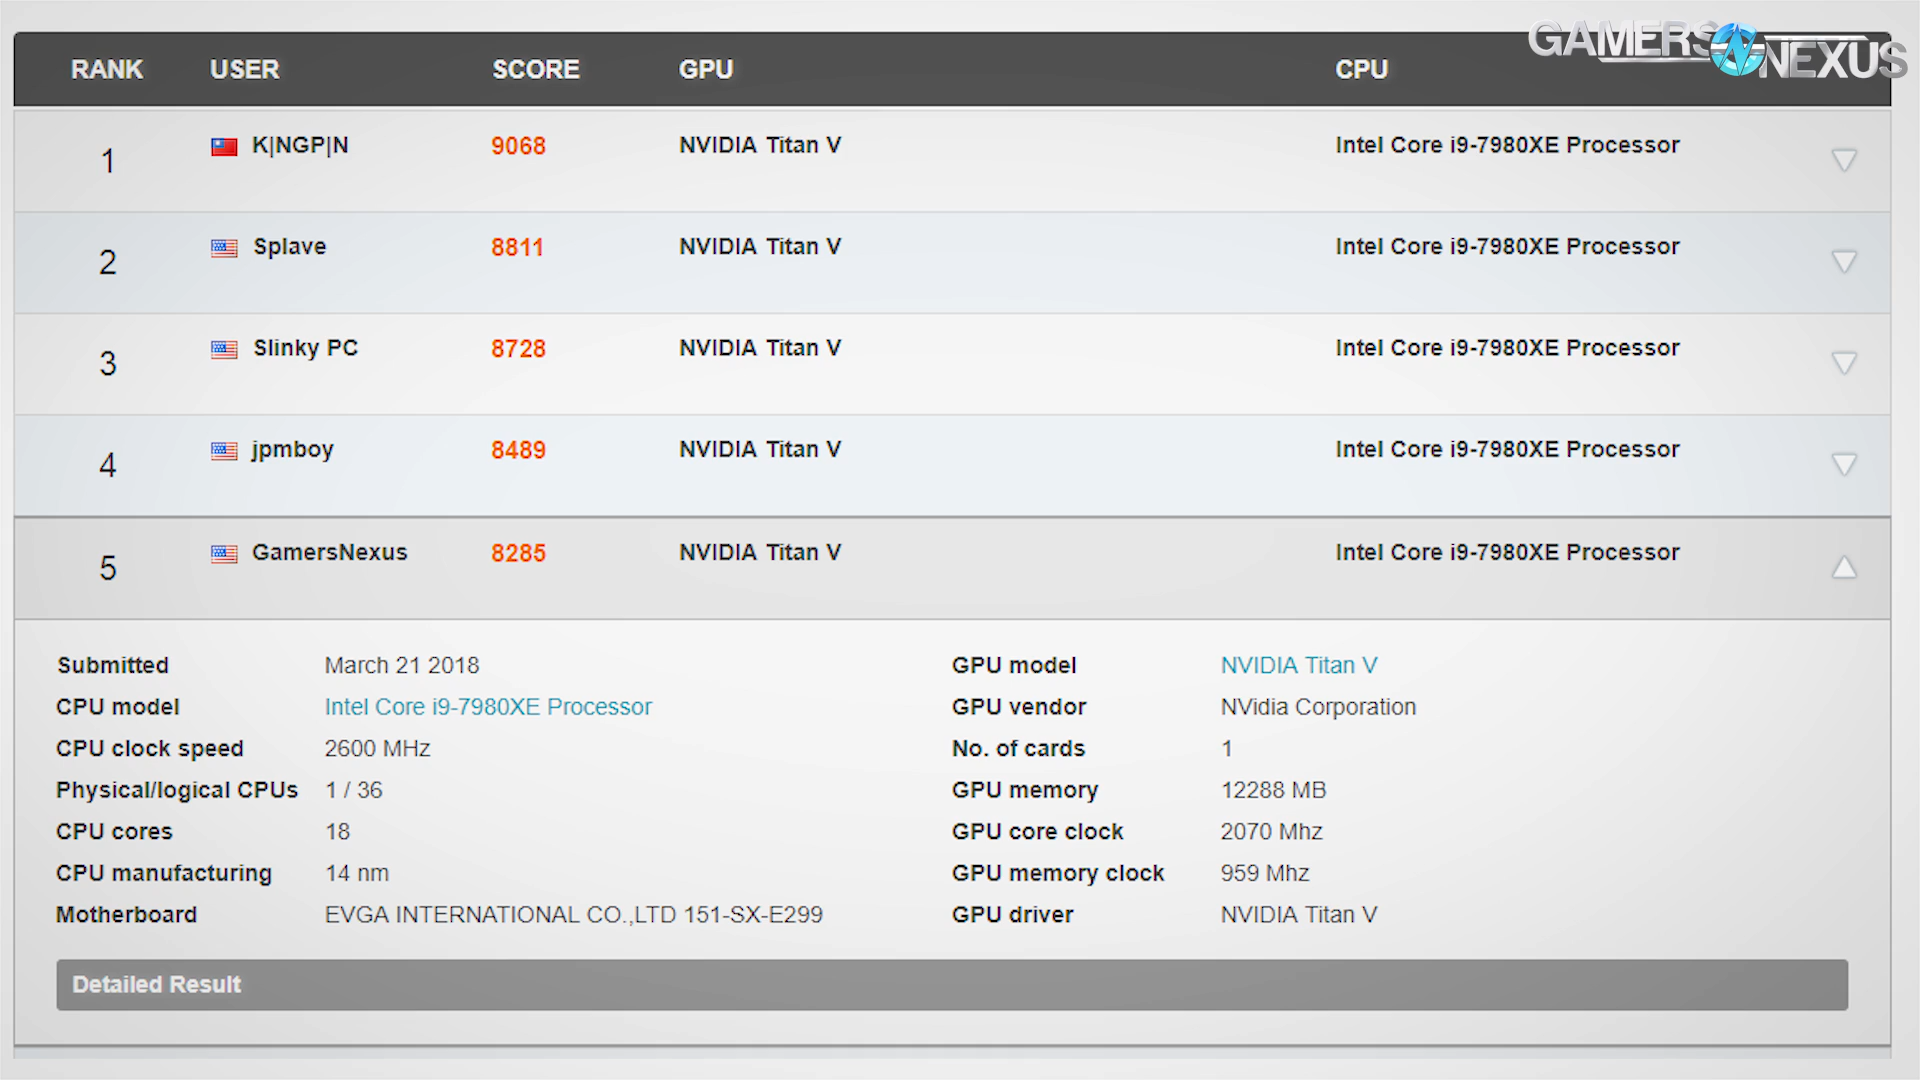 GAMERS NEXUS
RANK USER SCORE GPU CPU
1 K|NGP|N 9068 NVIDIA Titan V Intel Core i9-7980XE Processor
2 Splave 8811 NVIDIA Titan V Intel Core i9-7980XE Processor
3 Slinky PC 8728 NVIDIA Titan V Intel Core i9-7980XE Processor
4 jpmboy 8489 NVIDIA Titan V Intel Core i9-7980XE Processor
5 GamersNexus 8285 NVIDIA Titan V Intel Core i9-7980XE Processor
Submitted March 21 2018 GPU model NVIDIA Titan V
CPU model Intel Core i9-7980XE Processor GPU vendor NVidia Corporation
CPU clock speed 2600 MHz No. of cards 1
Physical/logical CPUs 1 / 36 GPU memory 12288 MB
CPU cores 18 GPU core clock 2070 Mhz
CPU manufacturing 14 nm GPU memory clock 959 Mhz
Motherboard EVGA INTERNATIONAL CO.,LTD 151-SX-E299 GPU driver NVIDIA Titan V
Detailed Result